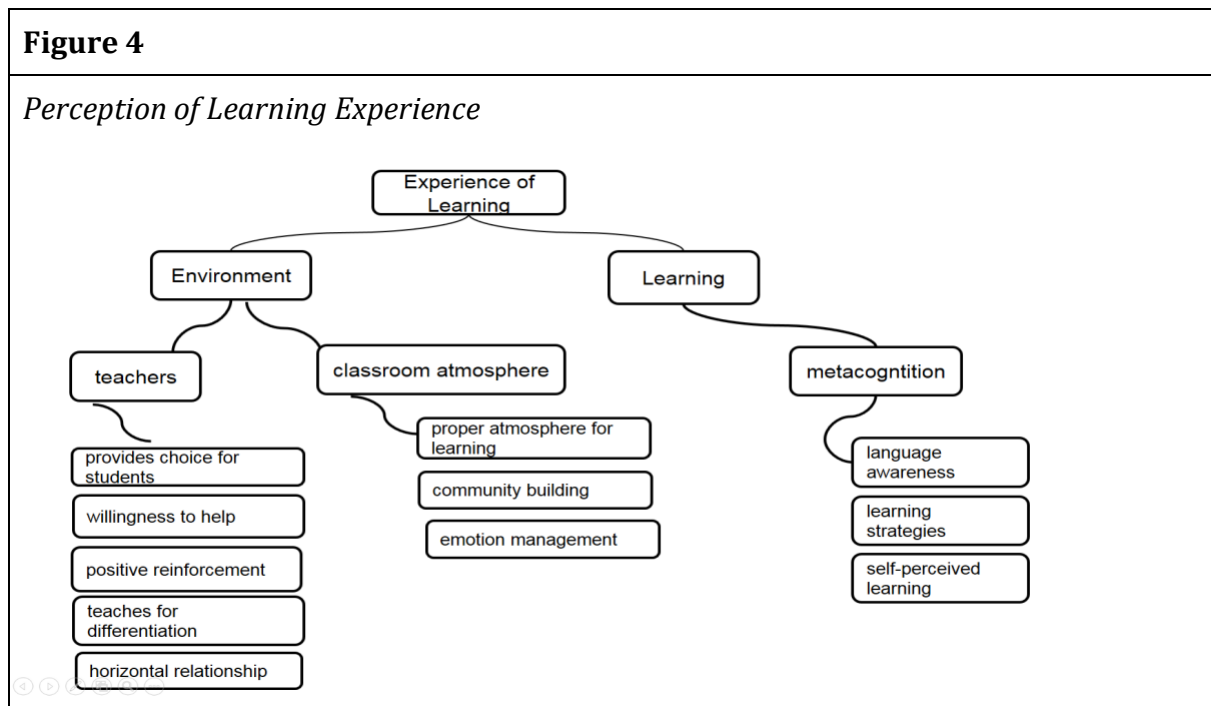 Figure 4
Perception of Learning Experience
Experience of
Learning
Environment
Learning
teachers
classroom atmosphere
metacogntition
provides choice for
students
willingness to help
positive reinforcement
teaches for
differentiation
horizontal relationship
proper atmosphere for
learning
community building
emotion management
language
awareness
learning
strategies
self-perceived
learning